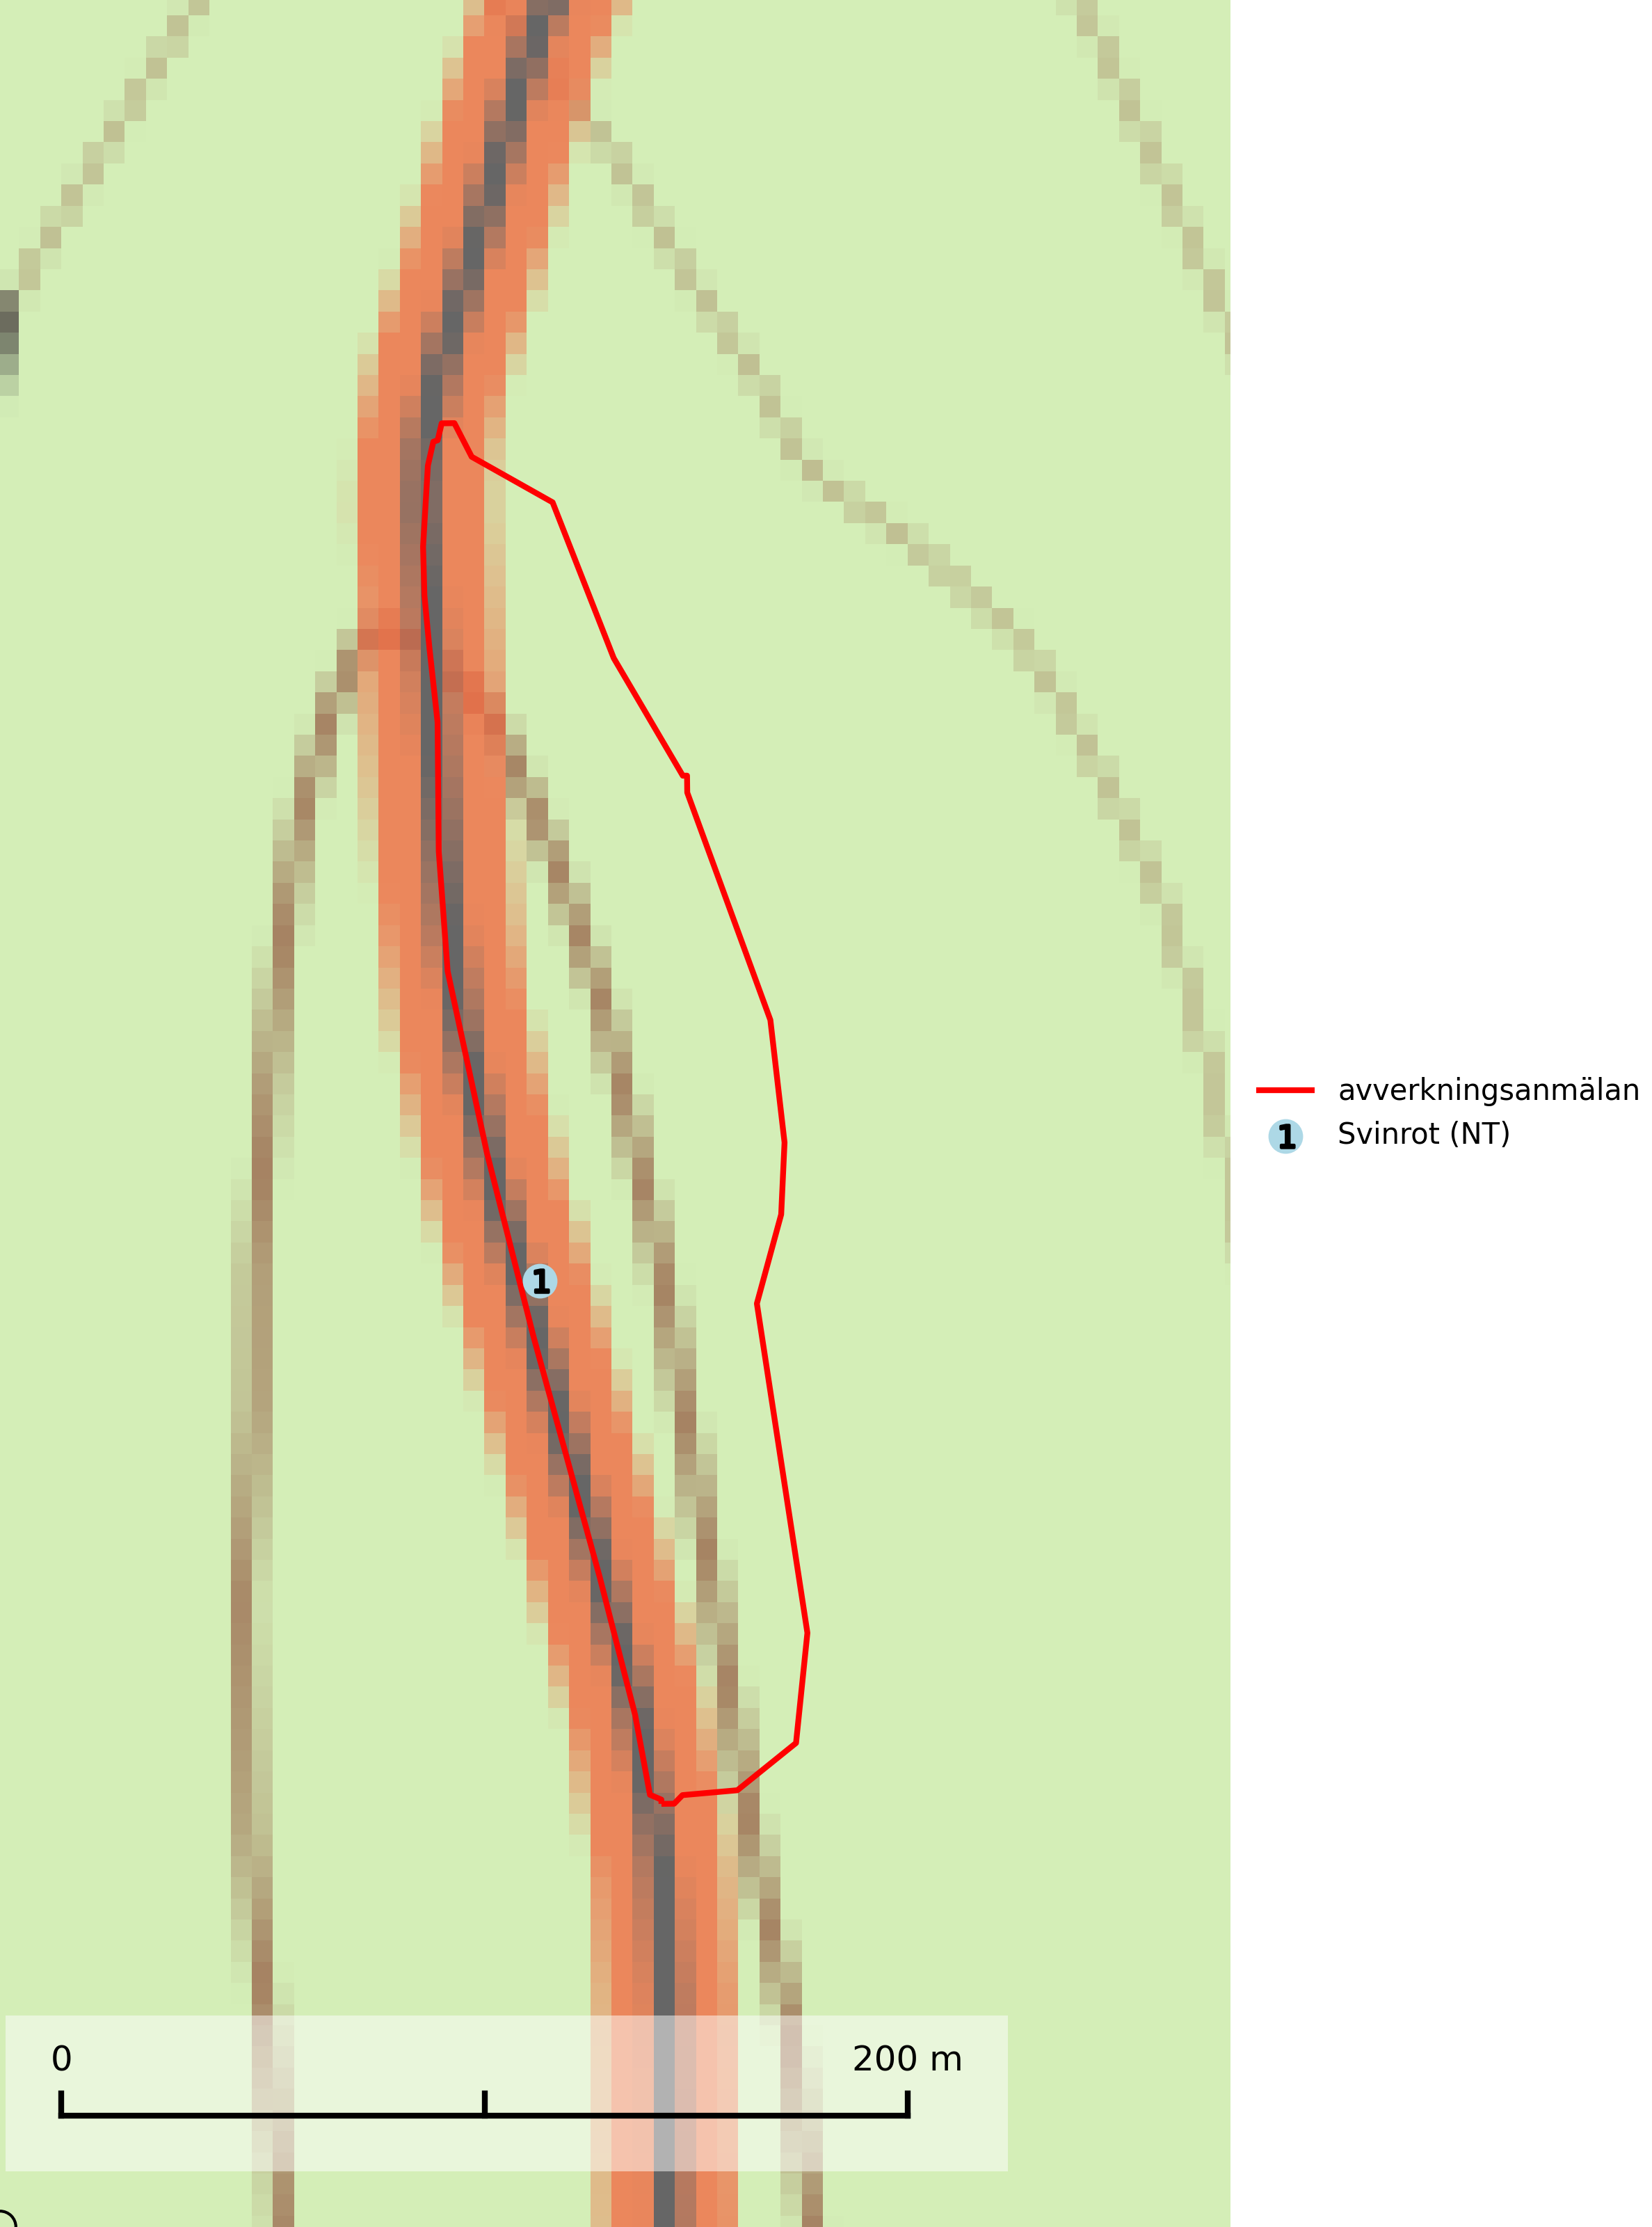 avverkningsanmälan
1 Svinrot (NT)
1
0 200 m